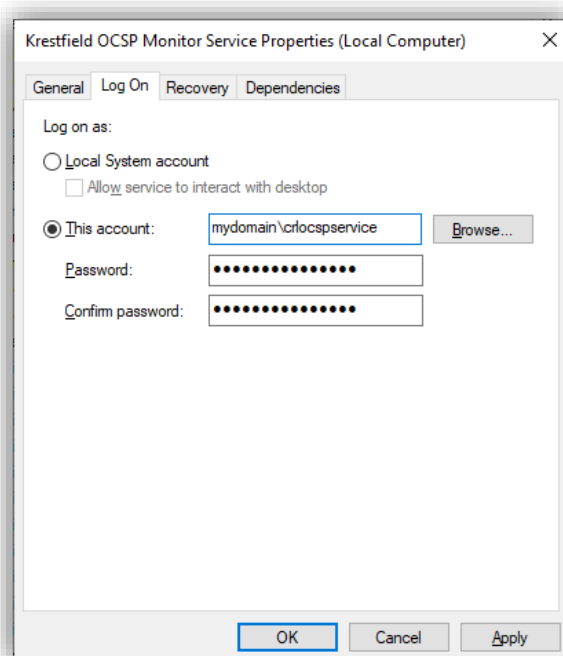 Krestfield OCSP Monitor Service Properties (Local Computer)
General Log On Recovery Dependencies
Log on as:
Local System account
Allow service to interact with desktop
This account: mydomain\crlocspservice Browse...
Password: ●●●●●●●●●●●●●●●
Confirm password: ●●●●●●●●●●●●●●●
OK Cancel Apply